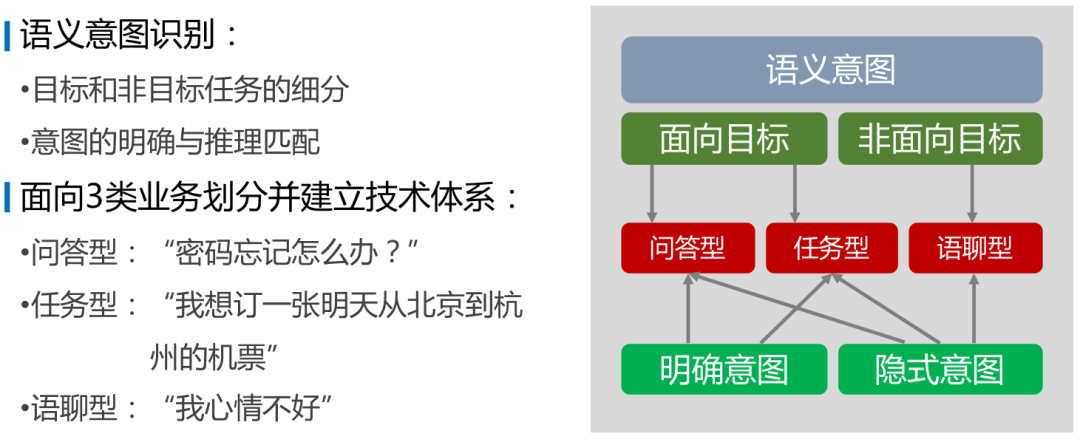 语义意图识别：
•目标和非目标任务的细分
•意图的明确与推理匹配
面向3类业务划分并建立技术体系：
•问答型：“密码忘记怎么办？”
•任务型：“我想订一张明天从北京到杭
州的机票”
•语聊型：“我心情不好”
语义意图
面向目标 非面向目标
问答型 任务型 语聊型
明确意图 隐式意图